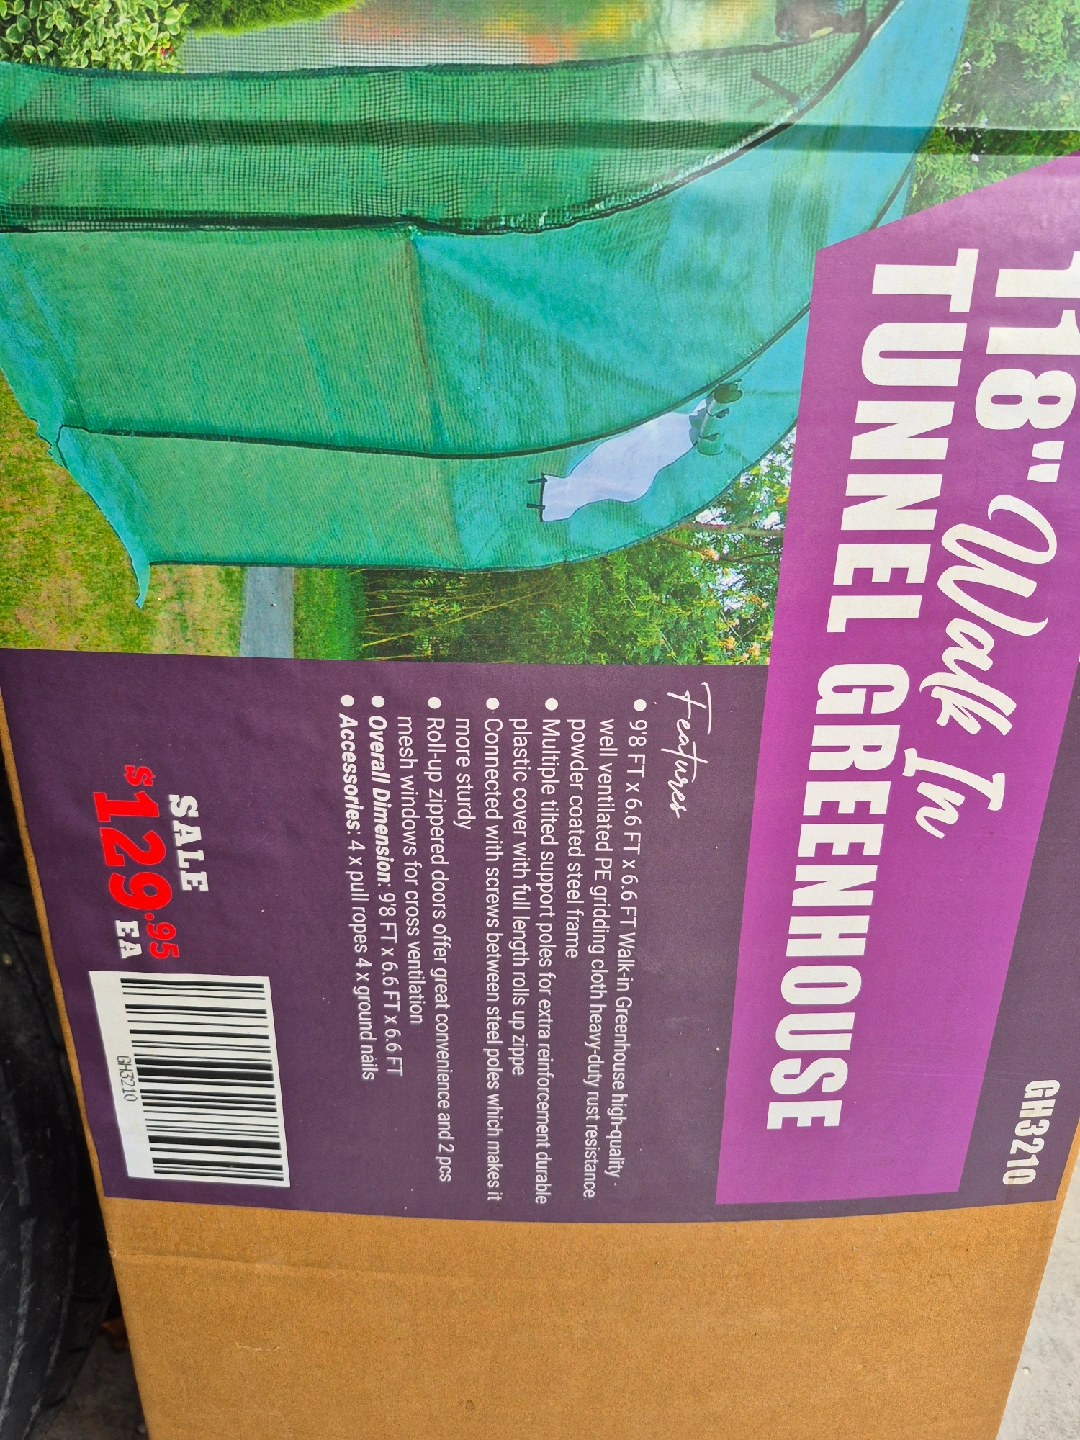 GH3210
118" Walk In
TUNNEL GREENHOUSE
Features
● 9'8 FT x 6.6 FT x 6.6 FT Walk-in Greenhouse high-quality
well ventilated PE gridding cloth heavy-duty rust resistance
powder coated steel frame
● Multiple tilted support poles for extra reinforcement durable
plastic cover with full length rolls up zippe
● Connected with screws between steel poles which makes it
more sturdy
● Roll-up zippered doors offer great convenience and 2 pcs
mesh windows for cross ventilation
● Overall Dimension: 9'8 FT x 6.6 FT x 6.6 FT
● Accessories: 4 x pull ropes 4 x ground nails
SALE
$129.95 EA
GH3210